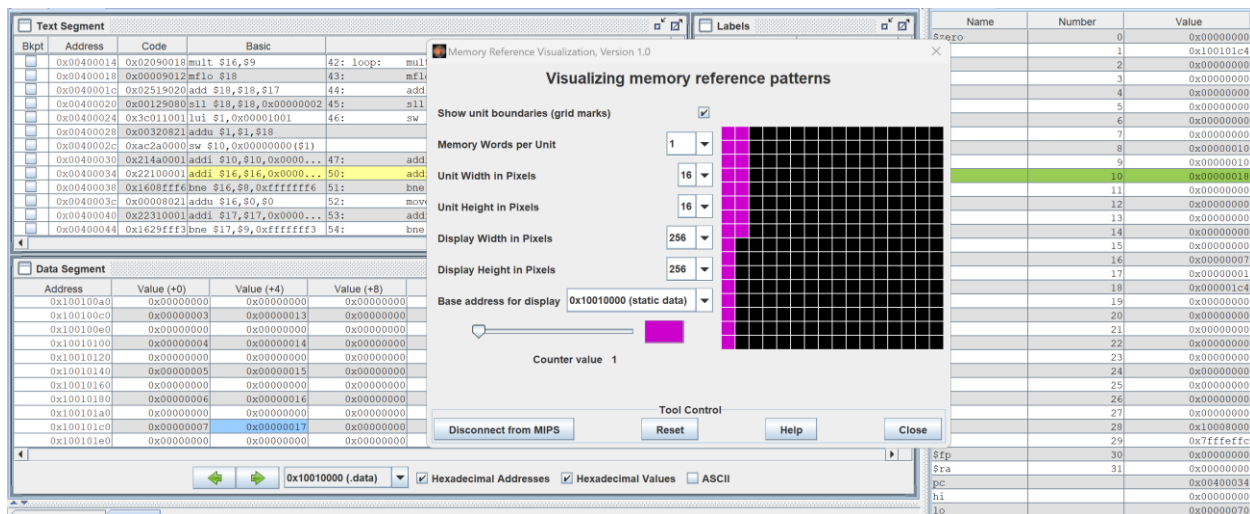 Text Segment
Bkpt Address Code Basic
0x00400014 0x02090018 mult $16,$9 42: loop: mul
0x00400018 0x00009012 mflo $18 43: mfl
0x0040001c 0x02519020 add $18,$18,$17 44: add
0x00400020 0x00129080 sll $18,$18,0x00000002 45: sll
0x00400024 0x3c011001 lui $1,0x00001001 46: sw
0x00400028 0x00320821 addu $1,$1,$18
0x0040002c 0xac2a0000 sw $10,0x00000000($1)
0x00400030 0x214a0001 addi $10,$10,0x0000... 47: add
0x00400034 0x22100001 addi $16,$16,0x0000... 50: add
0x00400038 0x1608fff6 bne $16,$8,0xfffffff6 51: bne
0x0040003c 0x00008021 addu $16,$0,$0 52: mov
0x00400040 0x22310001 addi $17,$17,0x0000... 53: add
0x00400044 0x1629fff3 bne $17,$9,0xfffffff3 54: bne
Data Segment
Address Value (+0) Value (+4) Value (+8)
0x100100a0 0x00000000 0x00000000 0x00000000
0x100100c0 0x00000003 0x00000013 0x00000000
0x100100e0 0x00000000 0x00000000 0x00000000
0x10010100 0x00000004 0x00000014 0x00000000
0x10010120 0x00000000 0x00000000 0x00000000
0x10010140 0x00000005 0x00000015 0x00000000
0x10010160 0x00000000 0x00000000 0x00000000
0x10010180 0x00000006 0x00000016 0x00000000
0x100101a0 0x00000000 0x00000000 0x00000000
0x100101c0 0x00000007 0x00000017 0x00000000
0x100101e0 0x00000000 0x00000000 0x00000000
0x10010000 (.data) Hexadecimal Addresses Hexadecimal Values ASCII
Labels
Memory Reference Visualization, Version 1.0
Visualizing memory reference patterns
Show unit boundaries (grid marks)
Memory Words per Unit 1
Unit Width in Pixels 16
Unit Height in Pixels 16
Display Width in Pixels 256
Display Height in Pixels 256
Base address for display 0x10010000 (static data)
Counter value 1
Tool Control
Disconnect from MIPS Reset Help Close
Name Number Value
$zero 0 0x00000000
1 0x100101c4
2 0x00000000
3 0x00000000
4 0x00000000
5 0x00000000
6 0x00000000
7 0x00000000
8 0x00000010
9 0x00000010
10 0x00000018
11 0x00000000
12 0x00000000
13 0x00000000
14 0x00000000
15 0x00000000
16 0x00000007
17 0x00000001
18 0x000001c4
19 0x00000000
20 0x00000000
21 0x00000000
22 0x00000000
23 0x00000000
24 0x00000000
25 0x00000000
26 0x00000000
27 0x00000000
28 0x10008000
29 0x7fffeffc
$fp 30 0x00000000
$ra 31 0x00000000
pc 0x00400034
hi 0x00000000
lo 0x00000070